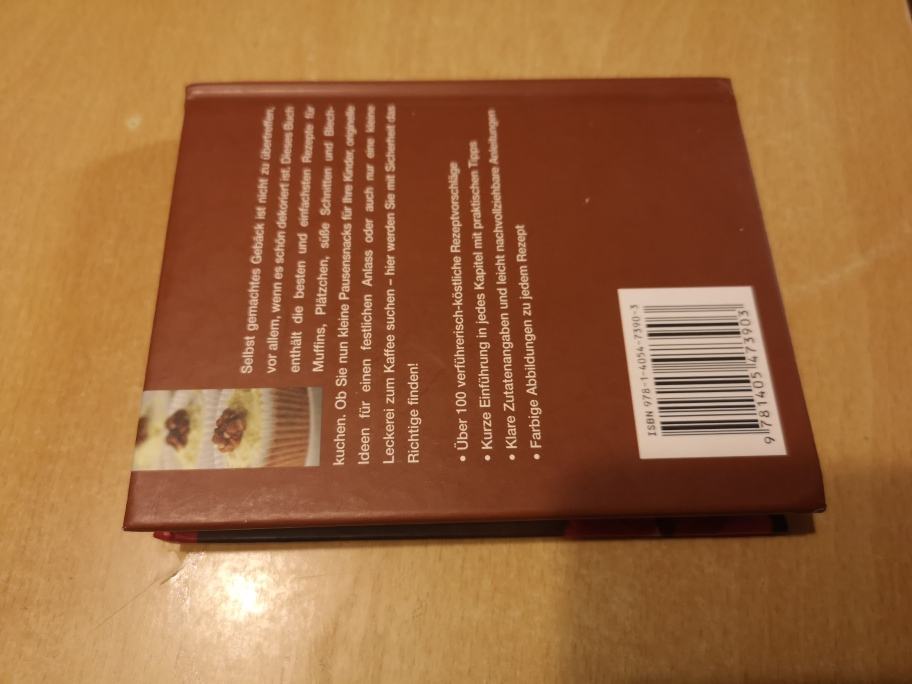 Selbst gemachtes Gebäck ist nicht zu übertreffen,
vor allem, wenn es schön dekoriert ist. Dieses Buch
enthält die besten und einfachsten Rezepte für
Muffins, Plätzchen, süße Schnitten und Blech-
kuchen. Ob Sie nun kleine Pausensnacks für Ihre Kinder, originelle
Ideen für einen festlichen Anlass oder auch nur eine kleine
Leckerei zum Kaffee suchen – hier werden Sie mit Sicherheit das
Richtige finden!
• Über 100 verführerisch-köstliche Rezeptvorschläge
• Kurze Einführung in jedes Kapitel mit praktischen Tipps
• Klare Zutatenangaben und leicht nachvollziehbare Anleitungen
• Farbige Abbildungen zu jedem Rezept
ISBN 978-1-4054-7390-3
9 781405 473903